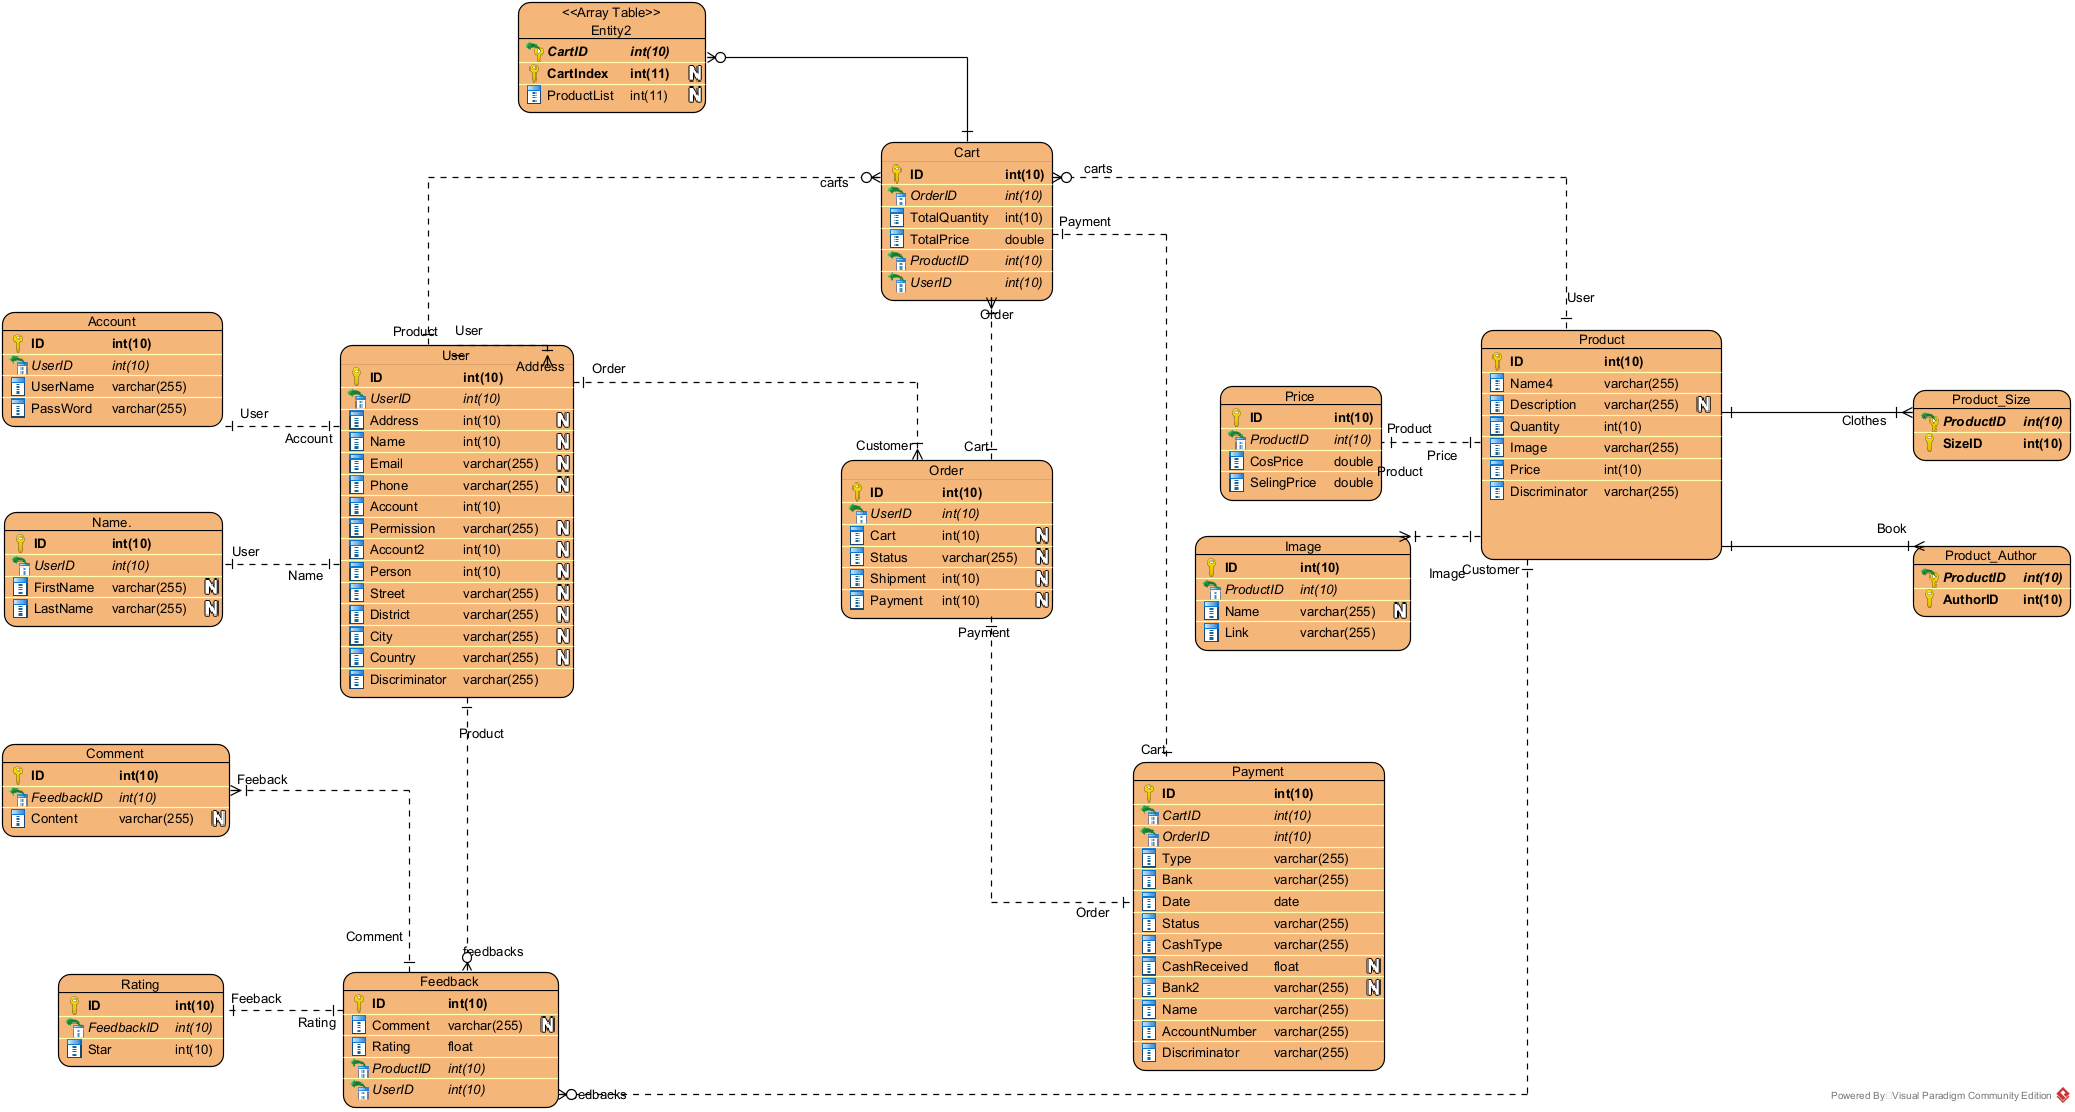 <<Array Table>>
Entity2
CartID int(10)
CartIndex int(11) N
ProductList int(11) N
Cart
ID int(10)
OrderID int(10)
TotalQuantity int(10)
TotalPrice double
ProductID int(10)
UserID int(10)
carts
carts
Payment
Order
User
Product
User
Address
Order
Account
ID int(10)
UserID int(10)
UserName varchar(255)
PassWord varchar(255)
User
Account
User
ID int(10)
UserID int(10)
Address int(10) N
Name int(10) N
Email varchar(255) N
Phone varchar(255) N
Account int(10)
Permission varchar(255) N
Account2 int(10) N
Person int(10) N
Street varchar(255) N
District varchar(255) N
City varchar(255) N
Country varchar(255) N
Discriminator varchar(255)
Name.
ID int(10)
UserID int(10)
FirstName varchar(255) N
LastName varchar(255) N
User
Name
Customer
Cart
Order
ID int(10)
UserID int(10)
Cart int(10) N
Status varchar(255) N
Shipment int(10) N
Payment int(10) N
Payment
Price
ID int(10)
ProductID int(10)
CosPrice double
SelingPrice double
Product
Price
Product
Product
ID int(10)
Name4 varchar(255)
Description varchar(255) N
Quantity int(10)
Image varchar(255)
Price int(10)
Discriminator varchar(255)
Clothes
Product_Size
ProductID int(10)
SizeID int(10)
Book
Product_Author
ProductID int(10)
AuthorID int(10)
Image
ID int(10)
ProductID int(10)
Name varchar(255) N
Link varchar(255)
Image
Customer
Product
Comment
ID int(10)
FeedbackID int(10)
Content varchar(255) N
Feeback
Comment
feedbacks
Rating
ID int(10)
FeedbackID int(10)
Star int(10)
Feeback
Rating
Feedback
ID int(10)
Comment varchar(255) N
Rating float
ProductID int(10)
UserID int(10)
edbacks
Cart
Order
Payment
ID int(10)
CartID int(10)
OrderID int(10)
Type varchar(255)
Bank varchar(255)
Date date
Status varchar(255)
CashType varchar(255)
CashReceived float N
Bank2 varchar(255) N
Name varchar(255)
AccountNumber varchar(255)
Discriminator varchar(255)
Powered By Visual Paradigm Community Edition